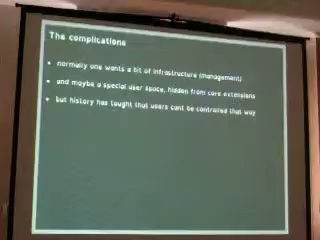 The complications
• normally one wants a bit of infrastructure (management)
• and maybe a special user space, hidden from core extensions
• but history has taught that users cant be controlled that way